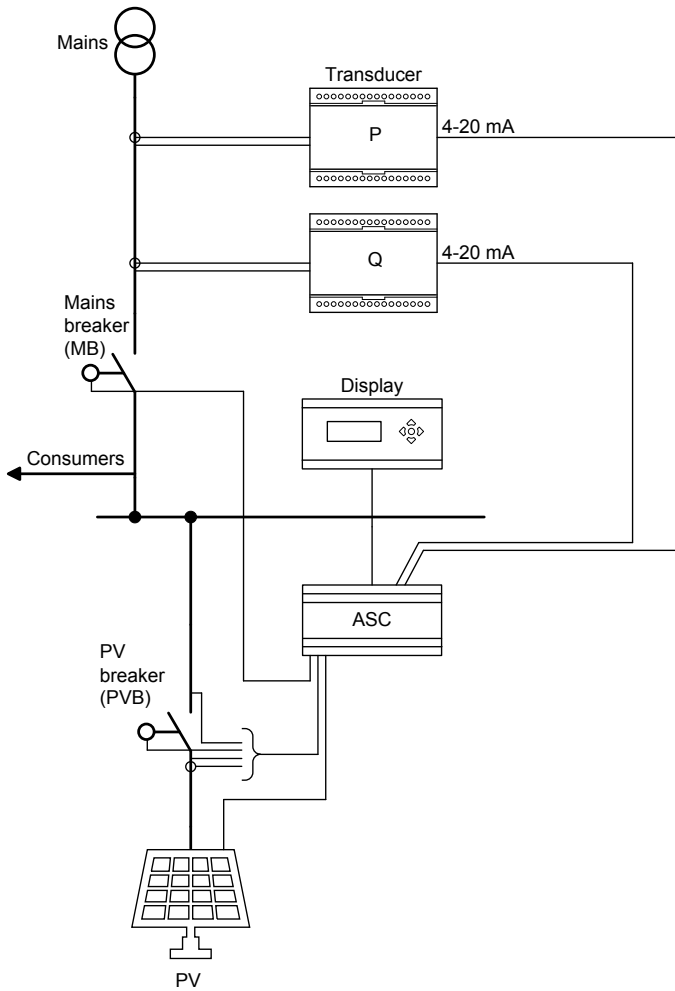 Mains
Transducer
P
4-20 mA
Q
4-20 mA
Mains
breaker
(MB)
Display
Consumers
ASC
PV
breaker
(PVB)
PV